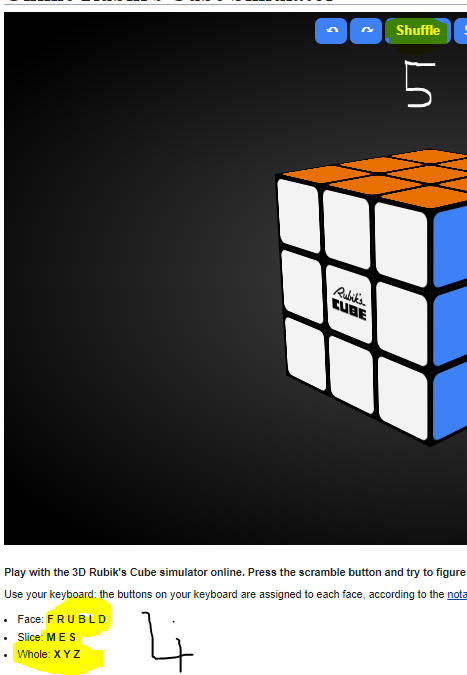 Shuffle
5
Rubik's
CUBE
Play with the 3D Rubik's Cube simulator online. Press the scramble button and try to figure
Use your keyboard: the buttons on your keyboard are assigned to each face, according to the nota
Face: F R U B L D
Slice: M E S
Whole: X Y Z
4